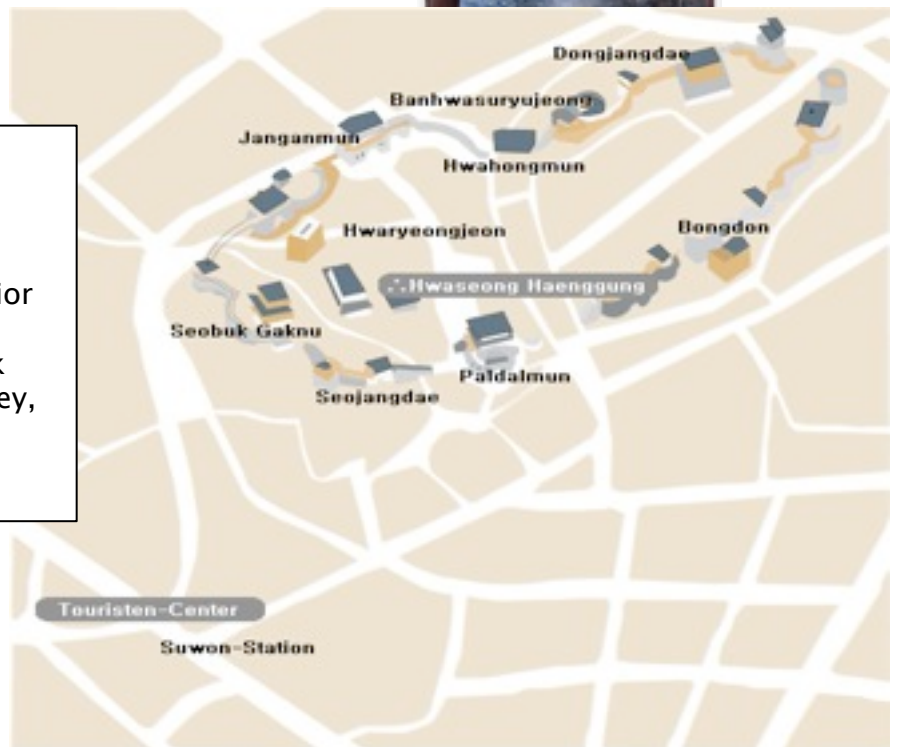 Dongjangdae
Banhwasuryujeong
Janganmun
Hwahongmun
Bongdon
Hwaryeongjeon
∴Hwaseong Haenggung
ior
Seobuk Gaknu
k
Paldalmun
ey,
Seojangdae
Touristen-Center
Suwon-Station